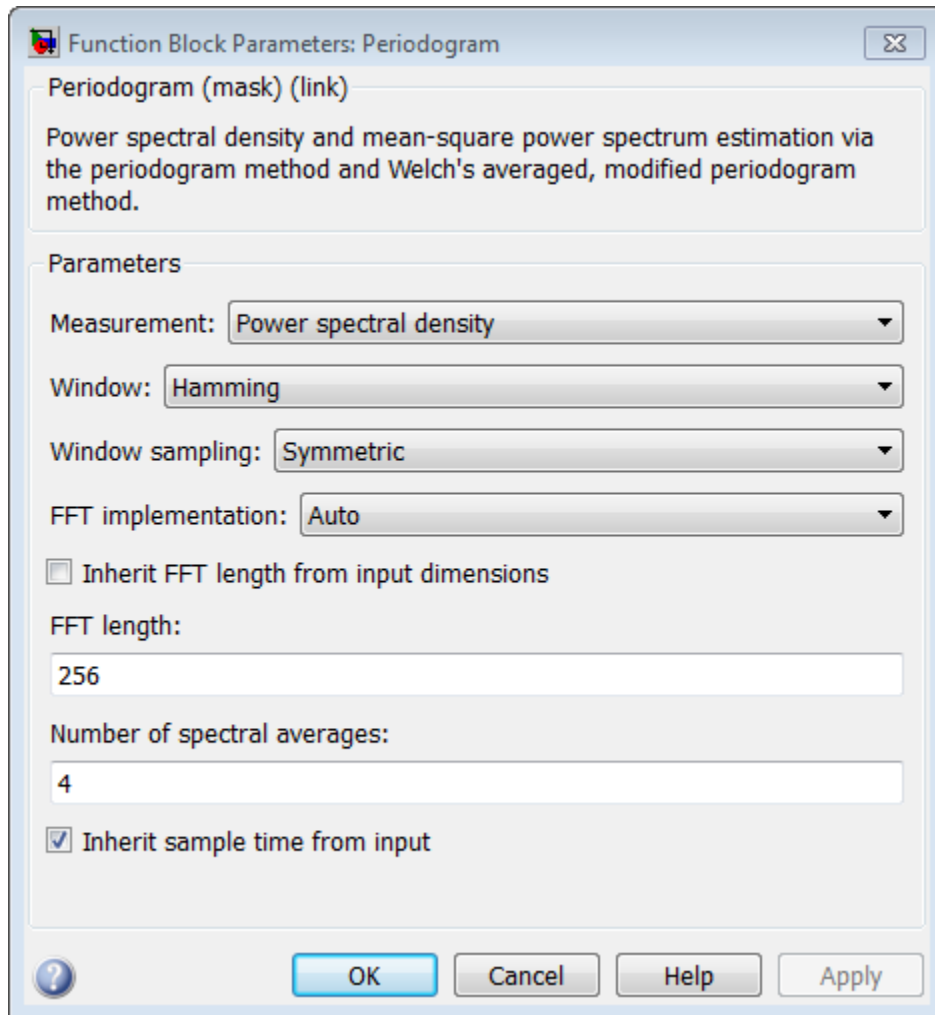 Function Block Parameters: Periodogram
Periodogram (mask) (link)
Power spectral density and mean-square power spectrum estimation via
the periodogram method and Welch's averaged, modified periodogram
method.
Parameters
Measurement: Power spectral density
Window: Hamming
Window sampling: Symmetric
FFT implementation: Auto
Inherit FFT length from input dimensions
FFT length:
256
Number of spectral averages:
4
Inherit sample time from input
? OK Cancel Help Apply